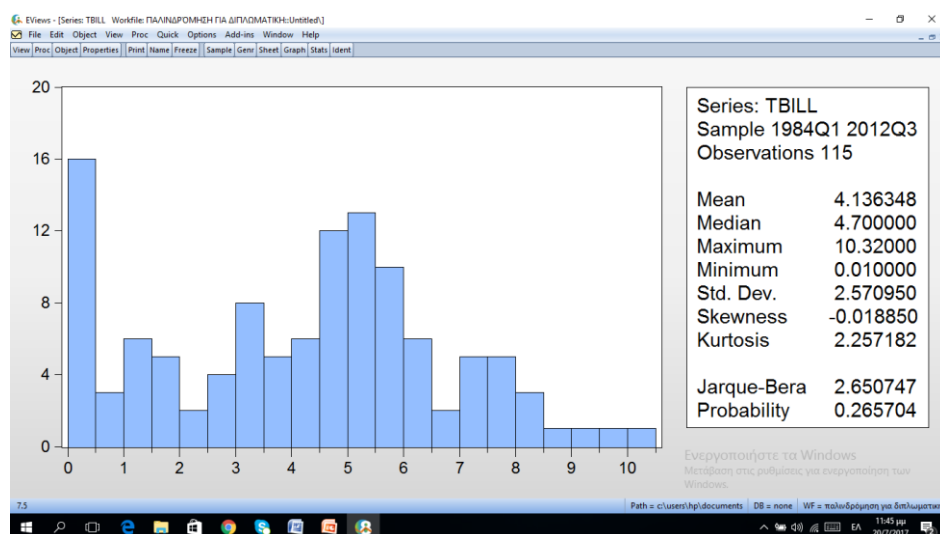 EViews - [Series: TBILL Workfile: ΠΑΛΙΝΔΡΟΜΗΣΗ ΓΙΑ ΔΙΠΛΩΜΑΤΙΚΗ::Untitled\]
File Edit Object View Proc Quick Options Add-ins Window Help
View Proc Object Properties Print Name Freeze Sample Genr Sheet Graph Stats Ident
20
16
12
8
4
0
0 1 2 3 4 5 6 7 8 9 10
Series: TBILL
Sample 1984Q1 2012Q3
Observations 115
Mean 4.136348
Median 4.700000
Maximum 10.32000
Minimum 0.010000
Std. Dev. 2.570950
Skewness -0.018850
Kurtosis 2.257182
Jarque-Bera 2.650747
Probability 0.265704
Ενεργοποιήστε τα Windows
Μετάβαση στις ρυθμίσεις για ενεργοποίηση των
Windows.
7.5 Path = c:\users\hp\documents DB = none WF = παλινδρόμηση για διπλωματικ
ΕΛ 11:45 μμ
20/7/2017